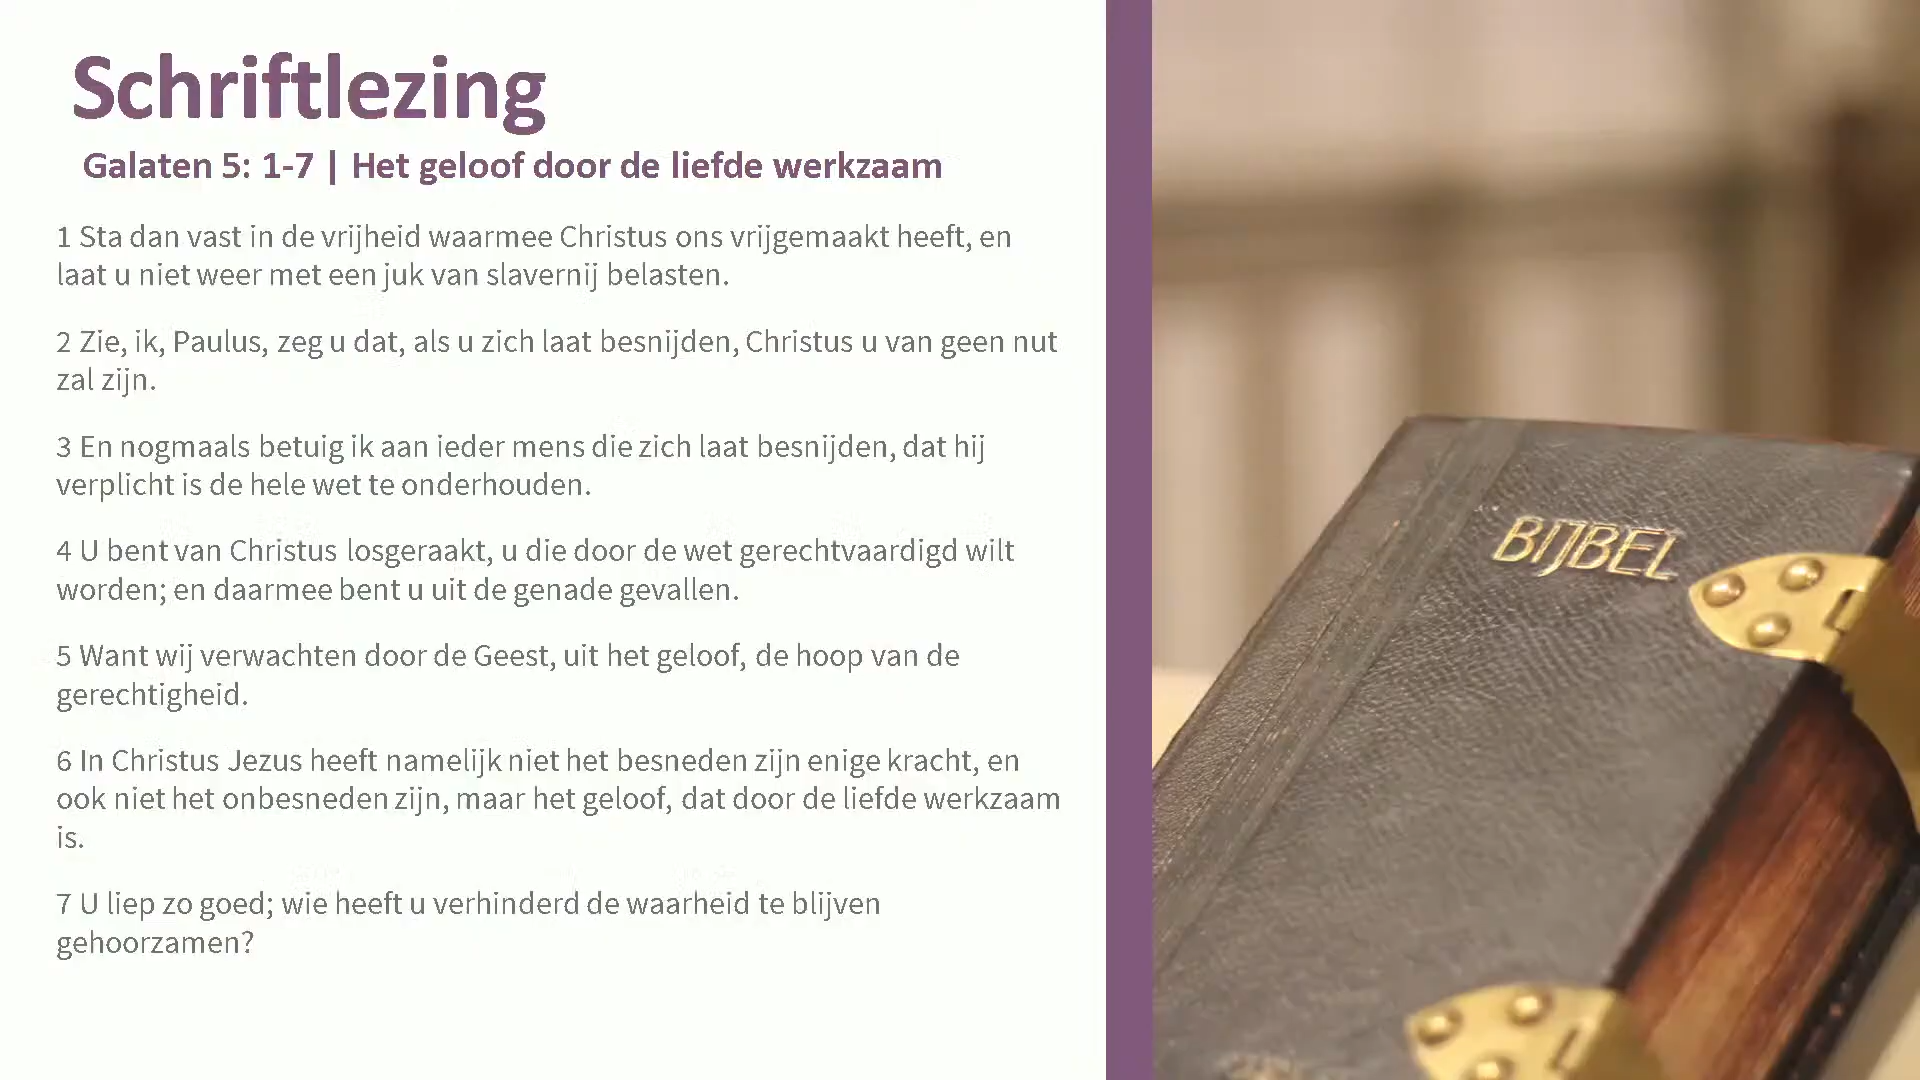 Schriftlezing
Galaten 5: 1-7 | Het geloof door de liefde werkzaam
1 Sta dan vast in de vrijheid waarmee Christus ons vrijgemaakt heeft, en
laat u niet weer met een juk van slavernij belasten.
2 Zie, ik, Paulus, zeg u dat, als u zich laat besnijden, Christus u van geen nut
zal zijn.
3 En nogmaals betuig ik aan ieder mens die zich laat besnijden, dat hij
verplicht is de hele wet te onderhouden.
4 U bent van Christus losgeraakt, u die door de wet gerechtvaardigd wilt
worden; en daarmee bent u uit de genade gevallen.
5 Want wij verwachten door de Geest, uit het geloof, de hoop van de
gerechtigheid.
6 In Christus Jezus heeft namelijk niet het besneden zijn enige kracht, en
ook niet het onbesneden zijn, maar het geloof, dat door de liefde werkzaam
is.
7 U liep zo goed; wie heeft u verhinderd de waarheid te blijven
gehoorzamen?
BIJBEL